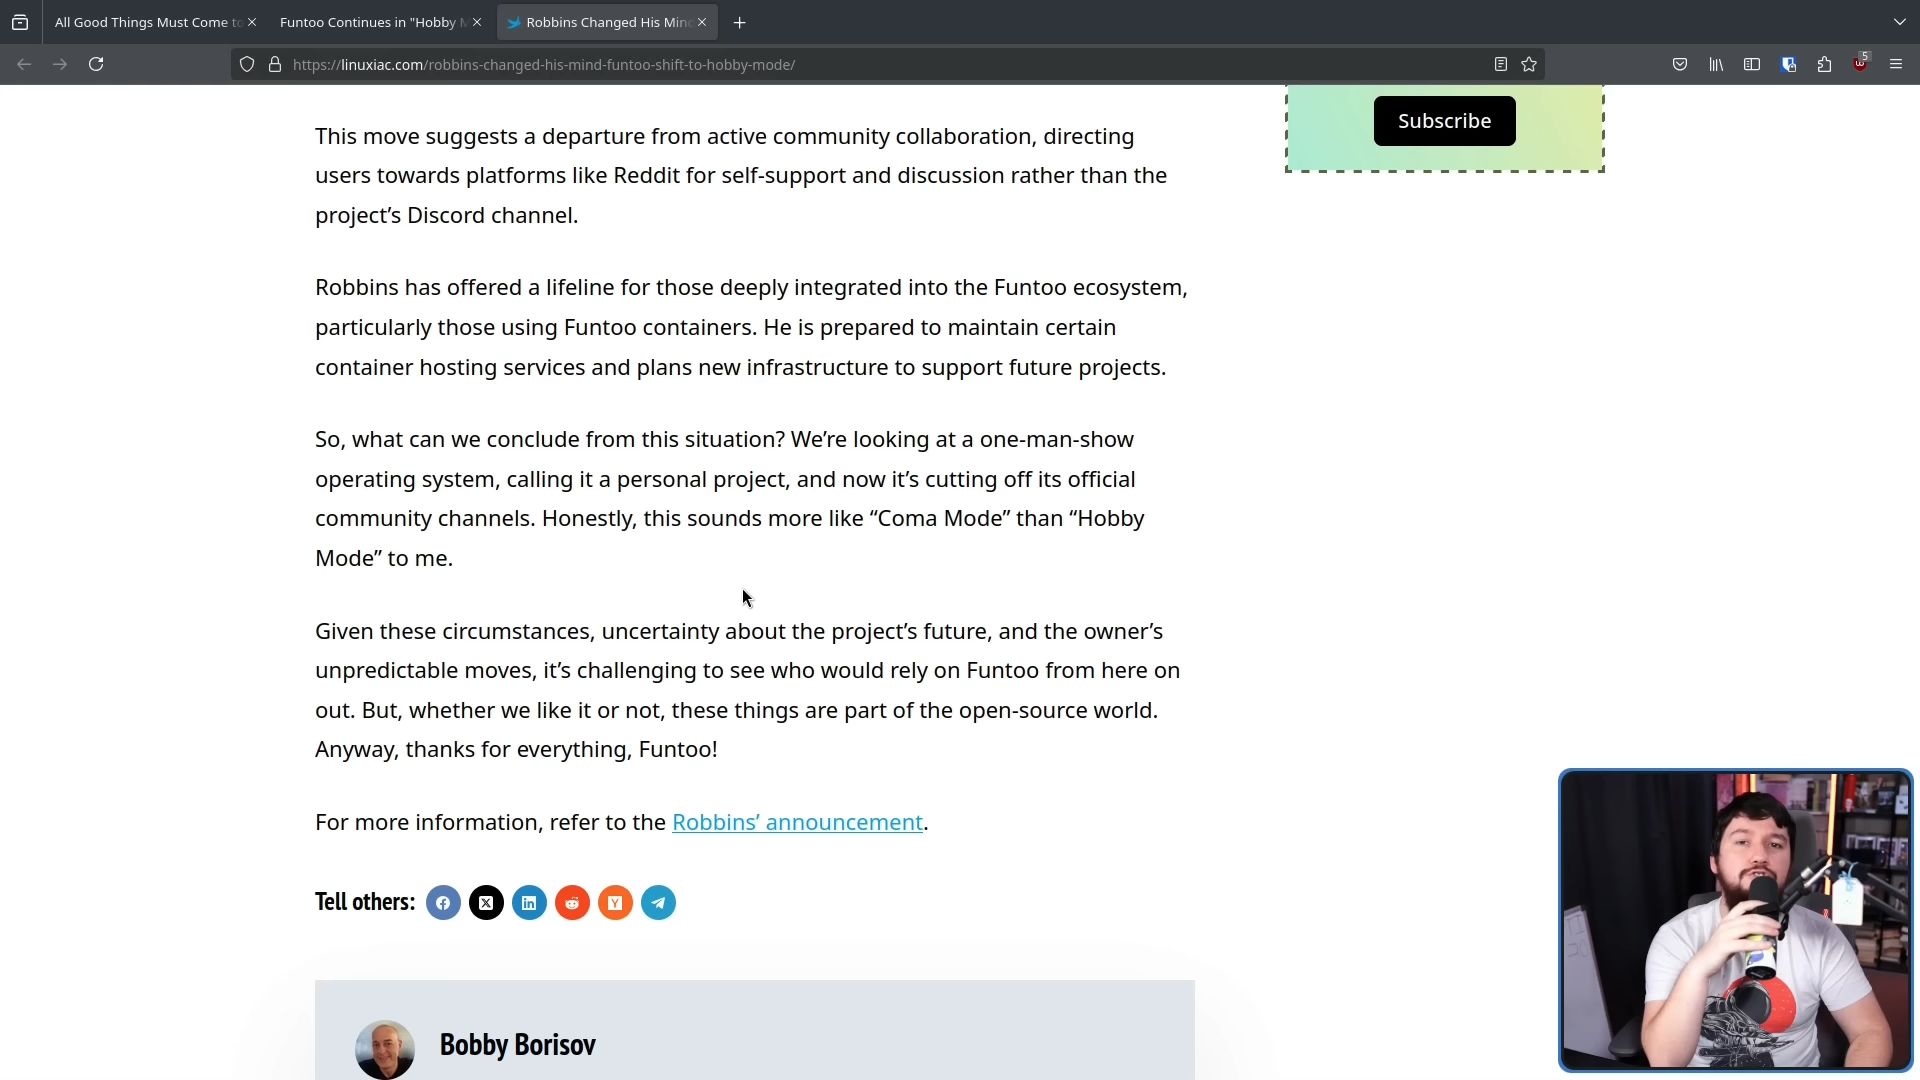 All Good Things Must Come to
Funtoo Continues in "Hobby M
Robbins Changed His Mind
https://linuxiac.com/robbins-changed-his-mind-funtoo-shift-to-hobby-mode/
5
Subscribe
This move suggests a departure from active community collaboration, directing
users towards platforms like Reddit for self-support and discussion rather than the
project’s Discord channel.
Robbins has offered a lifeline for those deeply integrated into the Funtoo ecosystem,
particularly those using Funtoo containers. He is prepared to maintain certain
container hosting services and plans new infrastructure to support future projects.
So, what can we conclude from this situation? We’re looking at a one-man-show
operating system, calling it a personal project, and now it’s cutting off its official
community channels. Honestly, this sounds more like “Coma Mode” than “Hobby
Mode” to me.
Given these circumstances, uncertainty about the project’s future, and the owner’s
unpredictable moves, it’s challenging to see who would rely on Funtoo from here on
out. But, whether we like it or not, these things are part of the open-source world.
Anyway, thanks for everything, Funtoo!
For more information, refer to the Robbins’ announcement.
Tell others:
Bobby Borisov